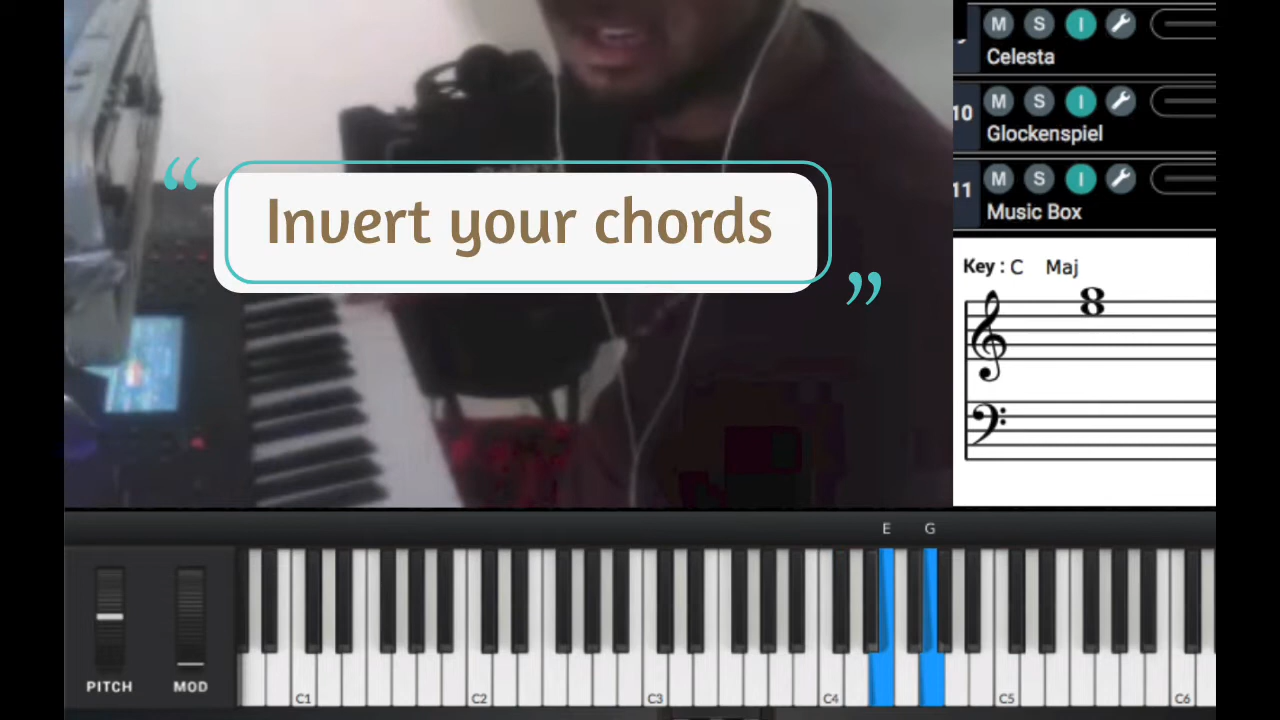 M S I
Celesta
10 M S I
Glockenspiel
11 M S I
Music Box
“ Invert your chords ”
Key : C Maj
E G
PITCH MOD
C1 C2 C3 C4 C5 C6